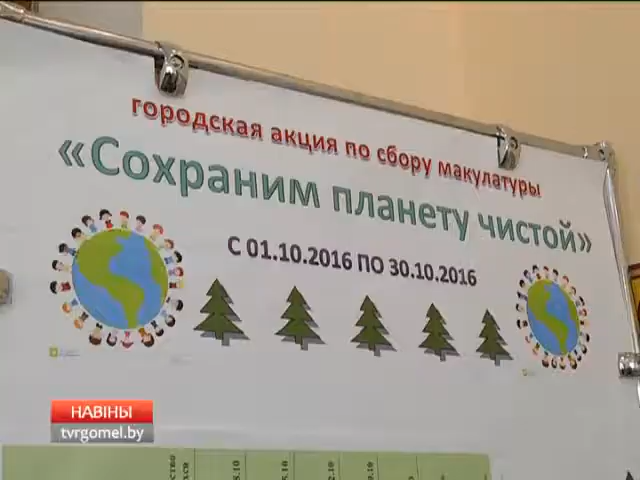 городская акция по сбору макулатуры
«Сохраним планету чистой»
С 01.10.2016 ПО 30.10.2016
НАВІНЫ
tvrgomel.by